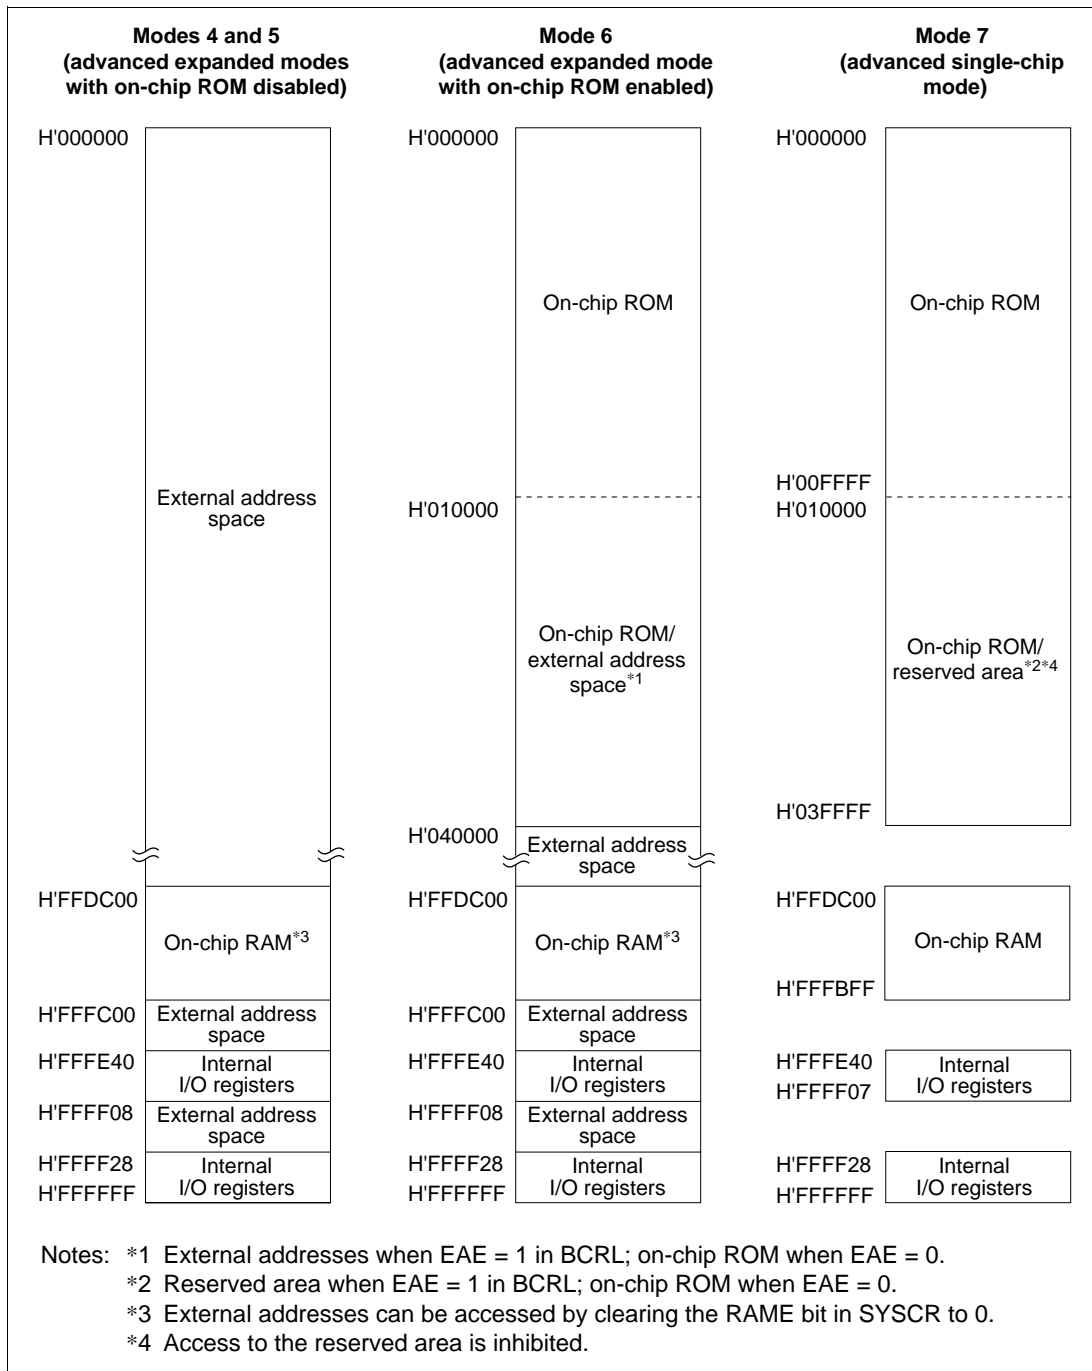 Modes 4 and 5
(advanced expanded modes
with on-chip ROM disabled)
H'000000
External address
space
H'FFDC00
On-chip RAM*3
H'FFFC00
External address
space
H'FFFE40
Internal
I/O registers
H'FFFF08
External address
space
H'FFFF28
Internal
I/O registers
H'FFFFFF
Mode 6
(advanced expanded mode
with on-chip ROM enabled)
H'000000
On-chip ROM
H'010000
On-chip ROM/
external address
space*1
H'040000
External address
space
H'FFDC00
On-chip RAM*3
H'FFFC00
External address
space
H'FFFE40
Internal
I/O registers
H'FFFF08
External address
space
H'FFFF28
Internal
I/O registers
H'FFFFFF
Mode 7
(advanced single-chip
mode)
H'000000
On-chip ROM
H'00FFFF
H'010000
On-chip ROM/
reserved area*2*4
H'03FFFF
H'FFDC00
On-chip RAM
H'FFFBFF
H'FFFE40
Internal
I/O registers
H'FFFF07
H'FFFF28
Internal
I/O registers
H'FFFFFF
Notes: *1 External addresses when EAE = 1 in BCRL; on-chip ROM when EAE = 0.
*2 Reserved area when EAE = 1 in BCRL; on-chip ROM when EAE = 0.
*3 External addresses can be accessed by clearing the RAME bit in SYSCR to 0.
*4 Access to the reserved area is inhibited.